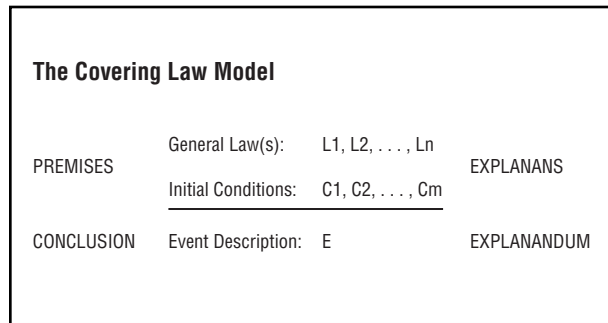 The Covering Law Model
General Law(s): L1, L2, . . . , Ln
PREMISES EXPLANANS
Initial Conditions: C1, C2, . . . , Cm
CONCLUSION Event Description: E EXPLANANDUM